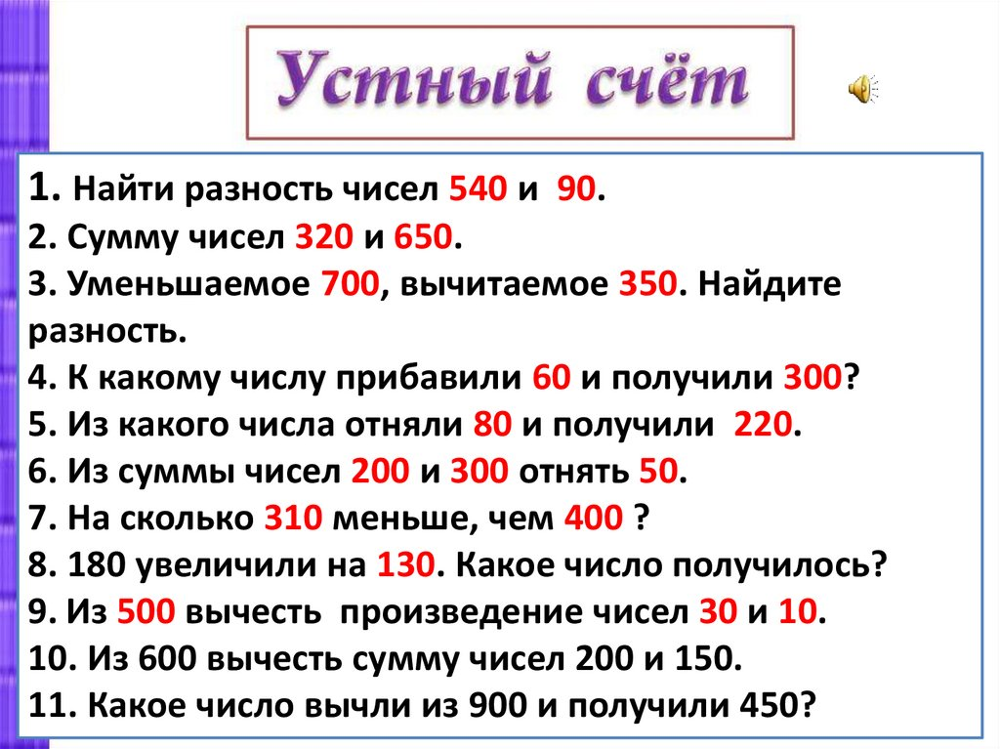 Устный счёт
1. Найти разность чисел 540 и 90.
2. Сумму чисел 320 и 650.
3. Уменьшаемое 700, вычитаемое 350. Найдите
разность.
4. К какому числу прибавили 60 и получили 300?
5. Из какого числа отняли 80 и получили 220.
6. Из суммы чисел 200 и 300 отнять 50.
7. На сколько 310 меньше, чем 400 ?
8. 180 увеличили на 130. Какое число получилось?
9. Из 500 вычесть произведение чисел 30 и 10.
10. Из 600 вычесть сумму чисел 200 и 150.
11. Какое число вычли из 900 и получили 450?